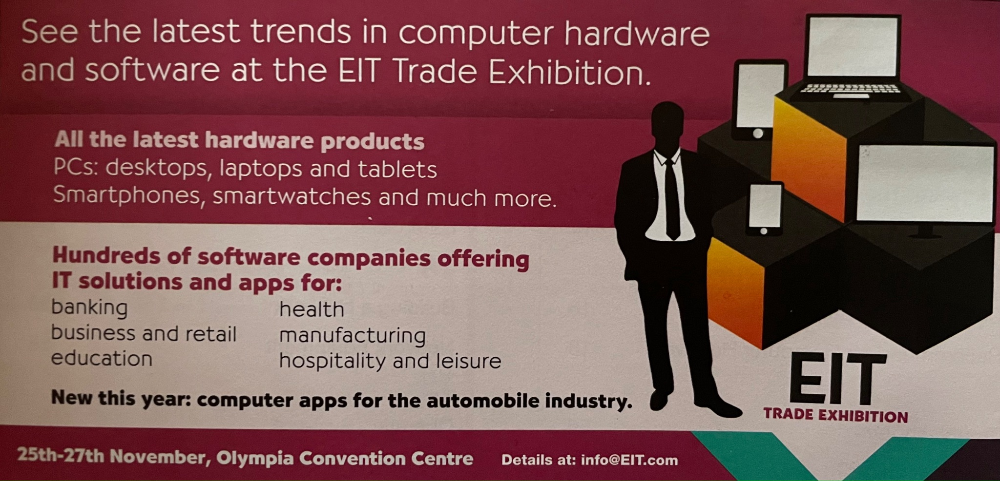 See the latest trends in computer hardware
and software at the EIT Trade Exhibition.
All the latest hardware products
PCs: desktops, laptops and tablets
Smartphones, smartwatches and much more.
Hundreds of software companies offering
IT solutions and apps for:
banking
business and retail
education
health
manufacturing
hospitality and leisure
New this year: computer apps for the automobile industry.
EIT
TRADE EXHIBITION
25th-27th November, Olympia Convention Centre
Details at: info@EIT.com